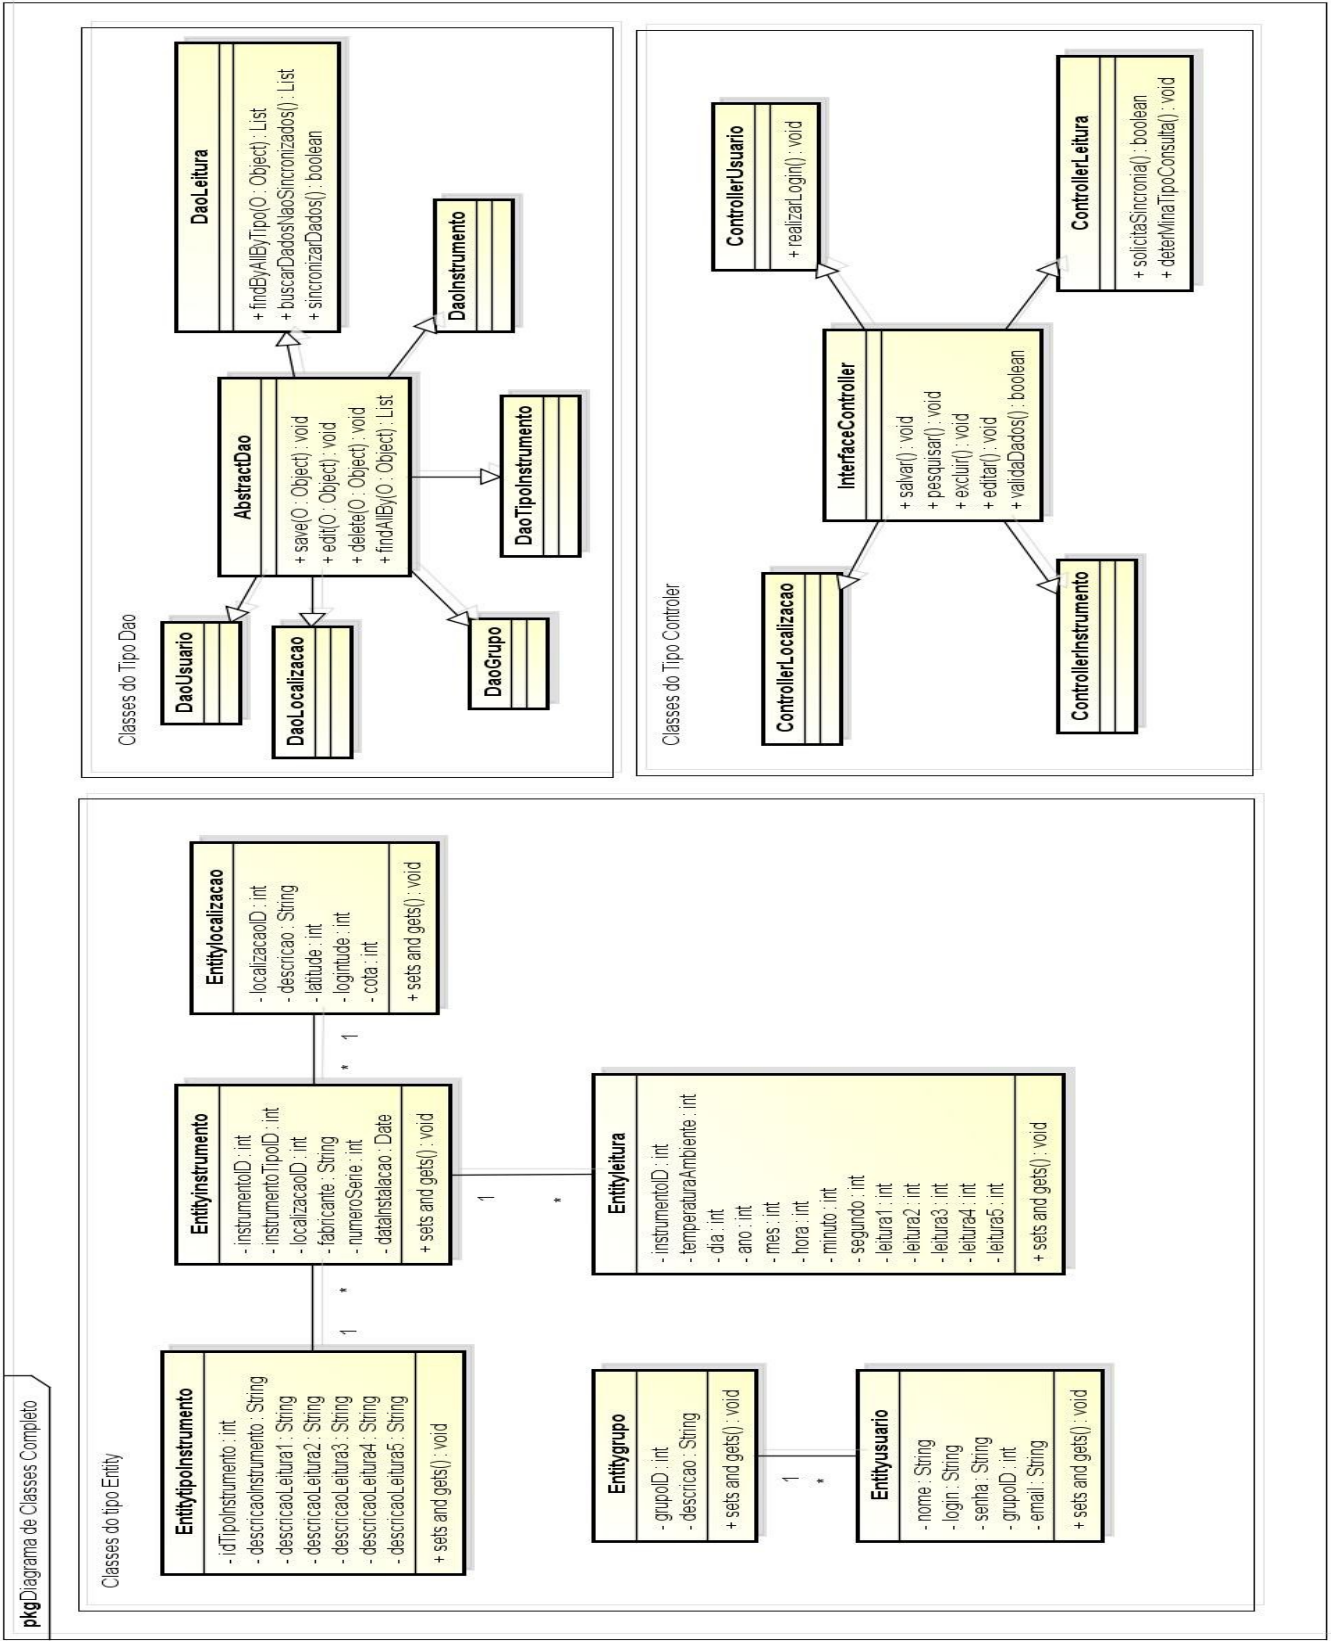 pkgDiagrama de Classes Completo
Classes do tipo Entity
EntitytipoInstrumento
- idTipoInstrumento : int
- descricaoInstrumento : String
- descricaoLeitura1 : String
- descricaoLeitura2 : String
- descricaoLeitura3 : String
- descricaoLeitura4 : String
- descricaoLeitura5 : String
+ sets and gets() : void
1
*
Entityinstrumento
- instrumentoID : int
- instrumentoTipoID : int
- localizacaoID : int
- fabricante : String
- numeroSerie : int
- dataInstalacao : Date
+ sets and gets() : void
*
1
Entitylocalizacao
- localizacaoID : int
- descricao : String
- latitude : int
- logintude : int
- cota : int
+ sets and gets() : void
1
*
Entitygrupo
- grupoID : int
- descricao : String
+ sets and gets() : void
1
*
Entityusuario
- nome : String
- login : String
- senha : String
- grupoID : int
- email : String
+ sets and gets() : void
Entityleitura
- instrumentoID : int
- temperaturaAmbiente : int
- dia : int
- ano : int
- mes : int
- hora : int
- minuto : int
- segundo : int
- leitura1 : int
- leitura2 : int
- leitura3 : int
- leitura4 : int
- leitura5 : int
+ sets and gets() : void
Classes do Tipo Dao
DaoUsuario
DaoLocalizacao
DaoGrupo
AbstractDao
+ save(O : Object) : void
+ edit(O : Object) : void
+ delete(O : Object) : void
+ findAllBy(O : Object) : List
DaoTipoInstrumento
DaoLeitura
+ findByAllByTipo(O : Object) : List
+ buscarDadosNaoSincronizados() : List
+ sincronizarDados() : boolean
DaoInstrumento
Classes do Tipo Controler
ControllerLocalizacao
ControllerInstrumento
InterfaceController
+ salvar() : void
+ pesquisar() : void
+ excluir() : void
+ editar() : void
+ validaDados() : boolean
ControllerUsuario
+ realizarLogin() : void
ControllerLeitura
+ solicitaSincronia() : boolean
+ deterMinaTipoConsulta() : void